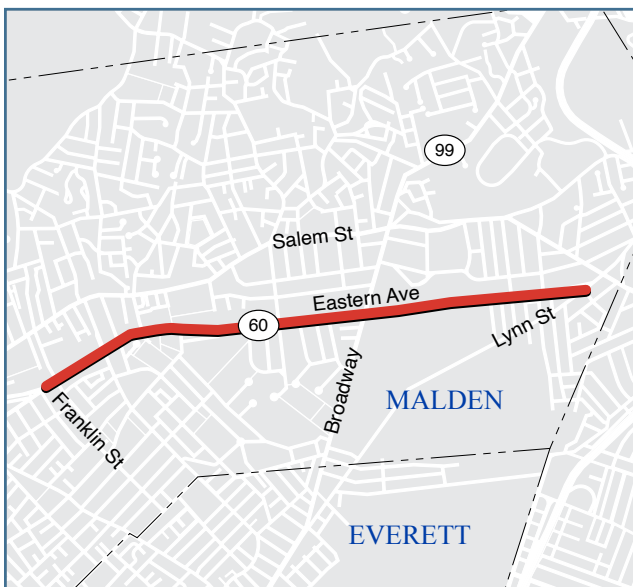 99
Salem St
Eastern Ave
60
Lynn St
Broadway
MALDEN
Franklin St
EVERETT